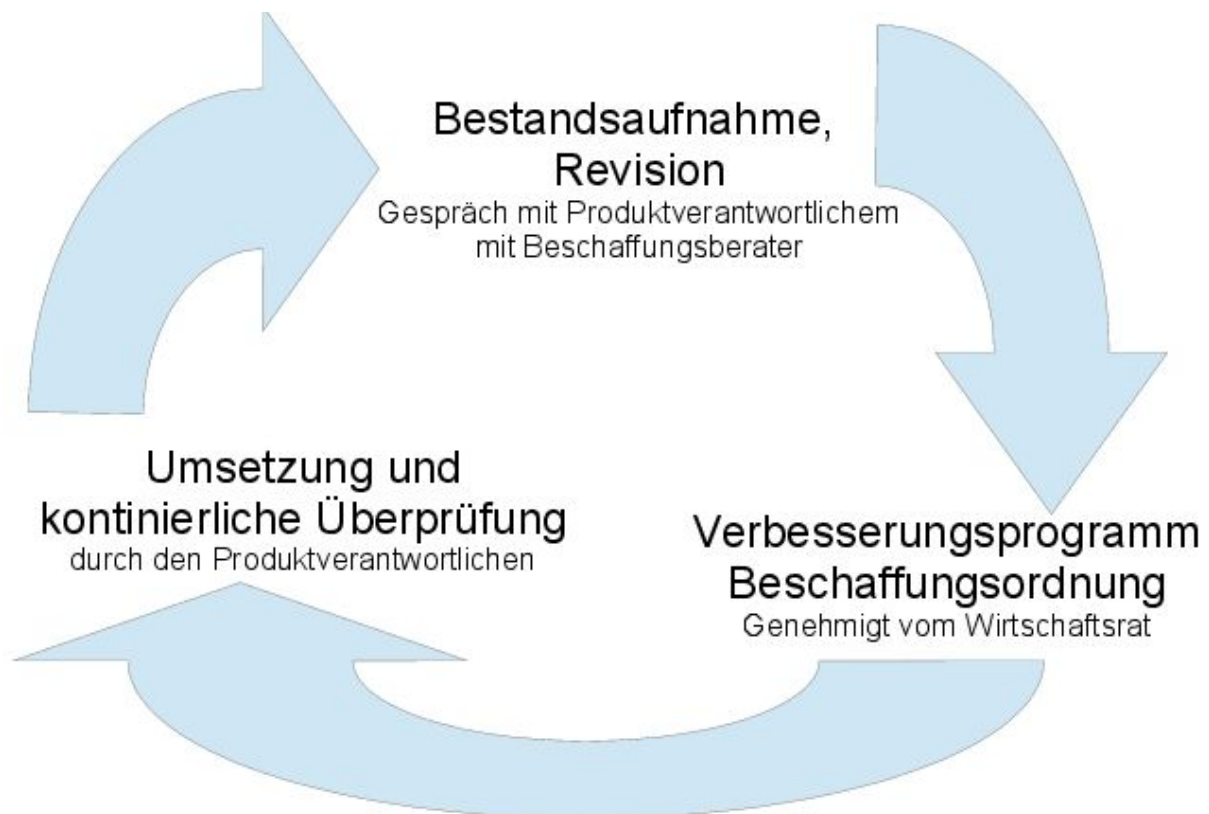 Bestandsaufnahme,
Revision
Gespräch mit Produktverantwortlichem
mit Beschaffungsberater
Umsetzung und
kontinierliche Überprüfung
durch den Produktverantwortlichen
Verbesserungsprogramm
Beschaffungsordnung
Genehmigt vom Wirtschaftsrat